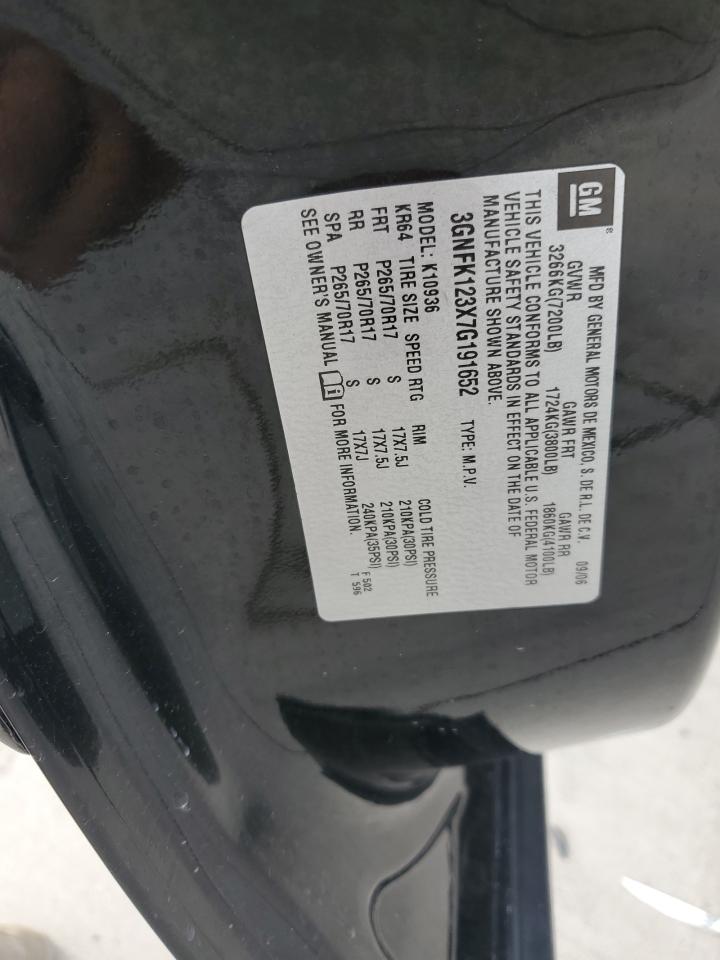 GM ®
MFD BY GENERAL MOTORS DE MEXICO, S. DE R.L. DE C.V. 09/06
GVWR GAWR FRT GAWR RR
3266KG(7200LB) 1724KG(3800LB) 1860KG(4100LB)
THIS VEHICLE CONFORMS TO ALL APPLICABLE U.S. FEDERAL MOTOR
VEHICLE SAFETY STANDARDS IN EFFECT ON THE DATE OF
MANUFACTURE SHOWN ABOVE.
3GNFK123X7G191652 TYPE: M.P.V.
MODEL: K10936
KR64 TIRE SIZE SPEED RTG RIM COLD TIRE PRESSURE
FRT P265/70R17 S 17X7.5J 210KPA(30PSI)
RR P265/70R17 S 17X7.5J 210KPA(30PSI)
SPA P265/70R17 S 17X7J 240KPA(35PSI)
SEE OWNER'S MANUAL FOR MORE INFORMATION.
F 502
T 596